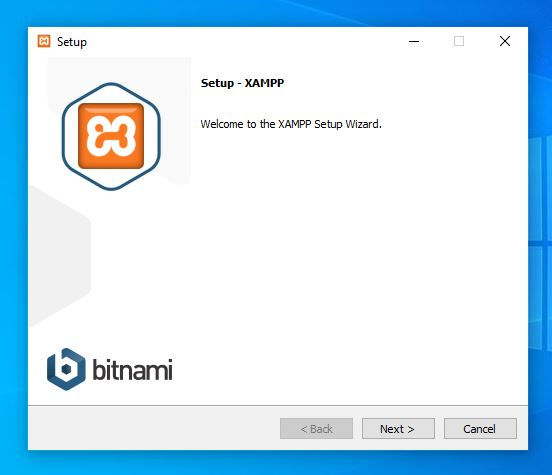 Setup
Setup - XAMPP
Welcome to the XAMPP Setup Wizard.
bitnami
< Back
Next >
Cancel